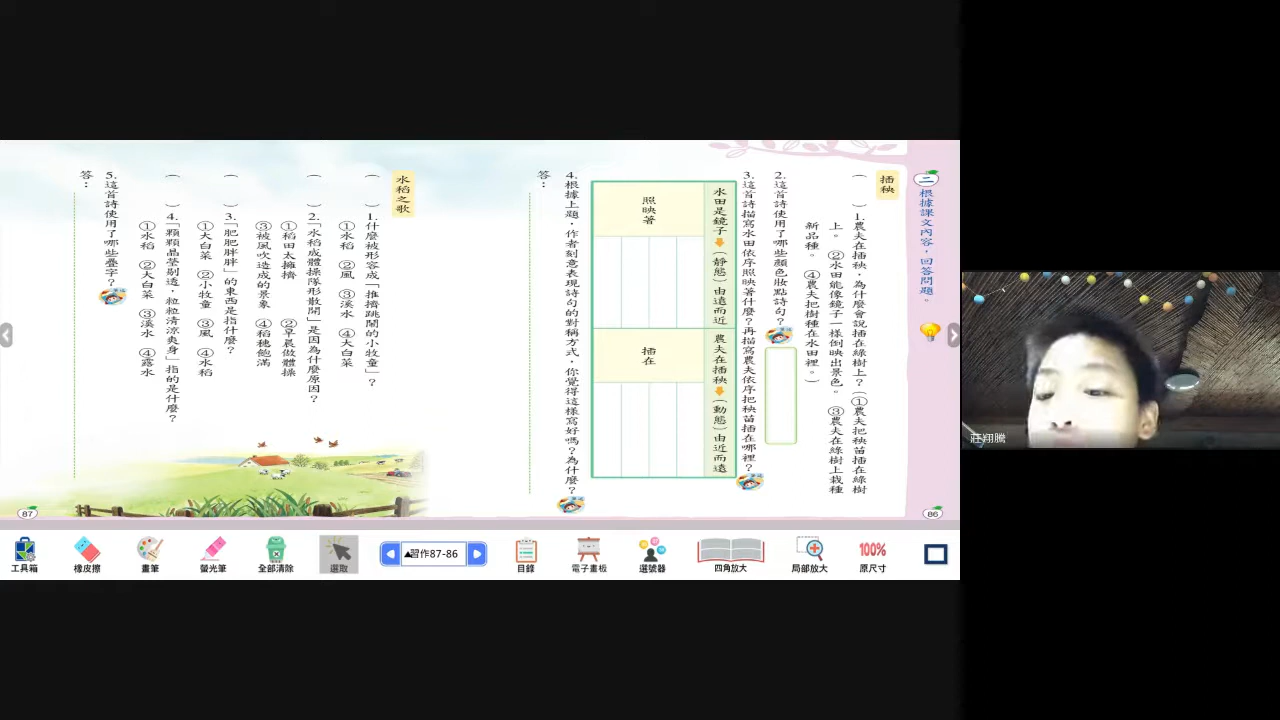 二
根據課文內容，回答問題。
插秧
（　）1.農夫在插秧，為什麼會說插在綠樹上？（①農夫把秧苗插在綠樹
上。②水田能像鏡子一樣倒映出景色。③農夫在綠樹上栽種
新品種。④農夫把樹種在水田裡。）
2.這首詩使用了哪些顏色妝點詩句？
3.這首詩描寫水田依序照映著什麼？再描寫農夫依序把秧苗插在哪裡？
水田是鏡子
（靜態）由遠而近
照映著
農夫在插秧
（動態）由近而遠
插在
4.根據上題，作者刻意表現詩句的對稱方式，你覺得這樣寫好嗎？為什麼？
答：
86
水稻之歌
（　）1.什麼被形容成「推擠跳鬧的小牧童」？
①水稻　②風　③溪水　④大白菜
（　）2.「水稻成體操隊形散開」是因為什麼原因？
①稻田太擁擠　②早晨做體操
③被風吹造成的景象　④稻穗飽滿
（　）3.「肥肥胖胖」的東西是指什麼？
①大白菜　②小牧童　③風　④水稻
（　）4.「顆顆晶瑩剔透，粒粒清涼爽身」指的是什麼？
①水稻　②大白菜　③溪水　④露水
5.這首詩使用了哪些疊字？
答：
87
工具箱
橡皮擦
畫筆
螢光筆
全部清除
選取
▲習作87-86
目錄
電子畫板
選號器
四角放大
局部放大
100%
原尺寸
莊翔騰